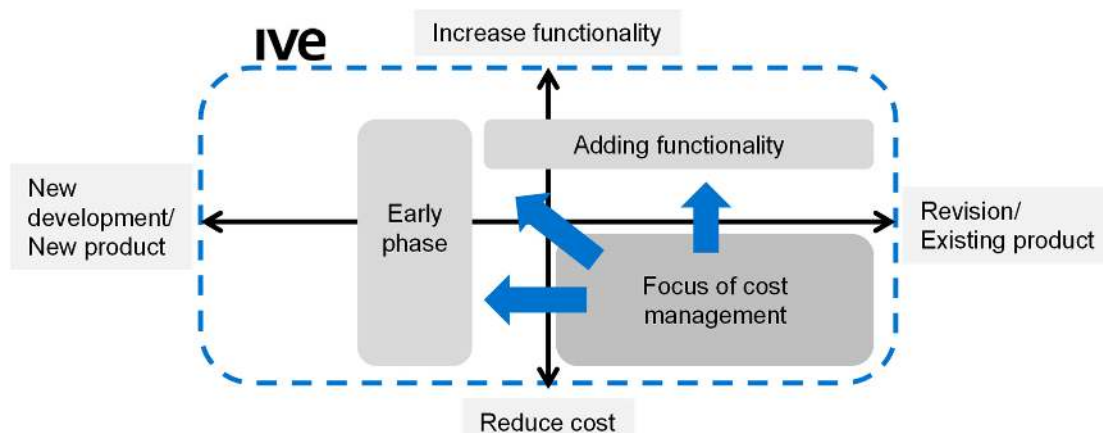 Increase functionality
ive
Adding functionality
New
development/
New product
Early
phase
Revision/
Existing product
Focus of cost
management
Reduce cost